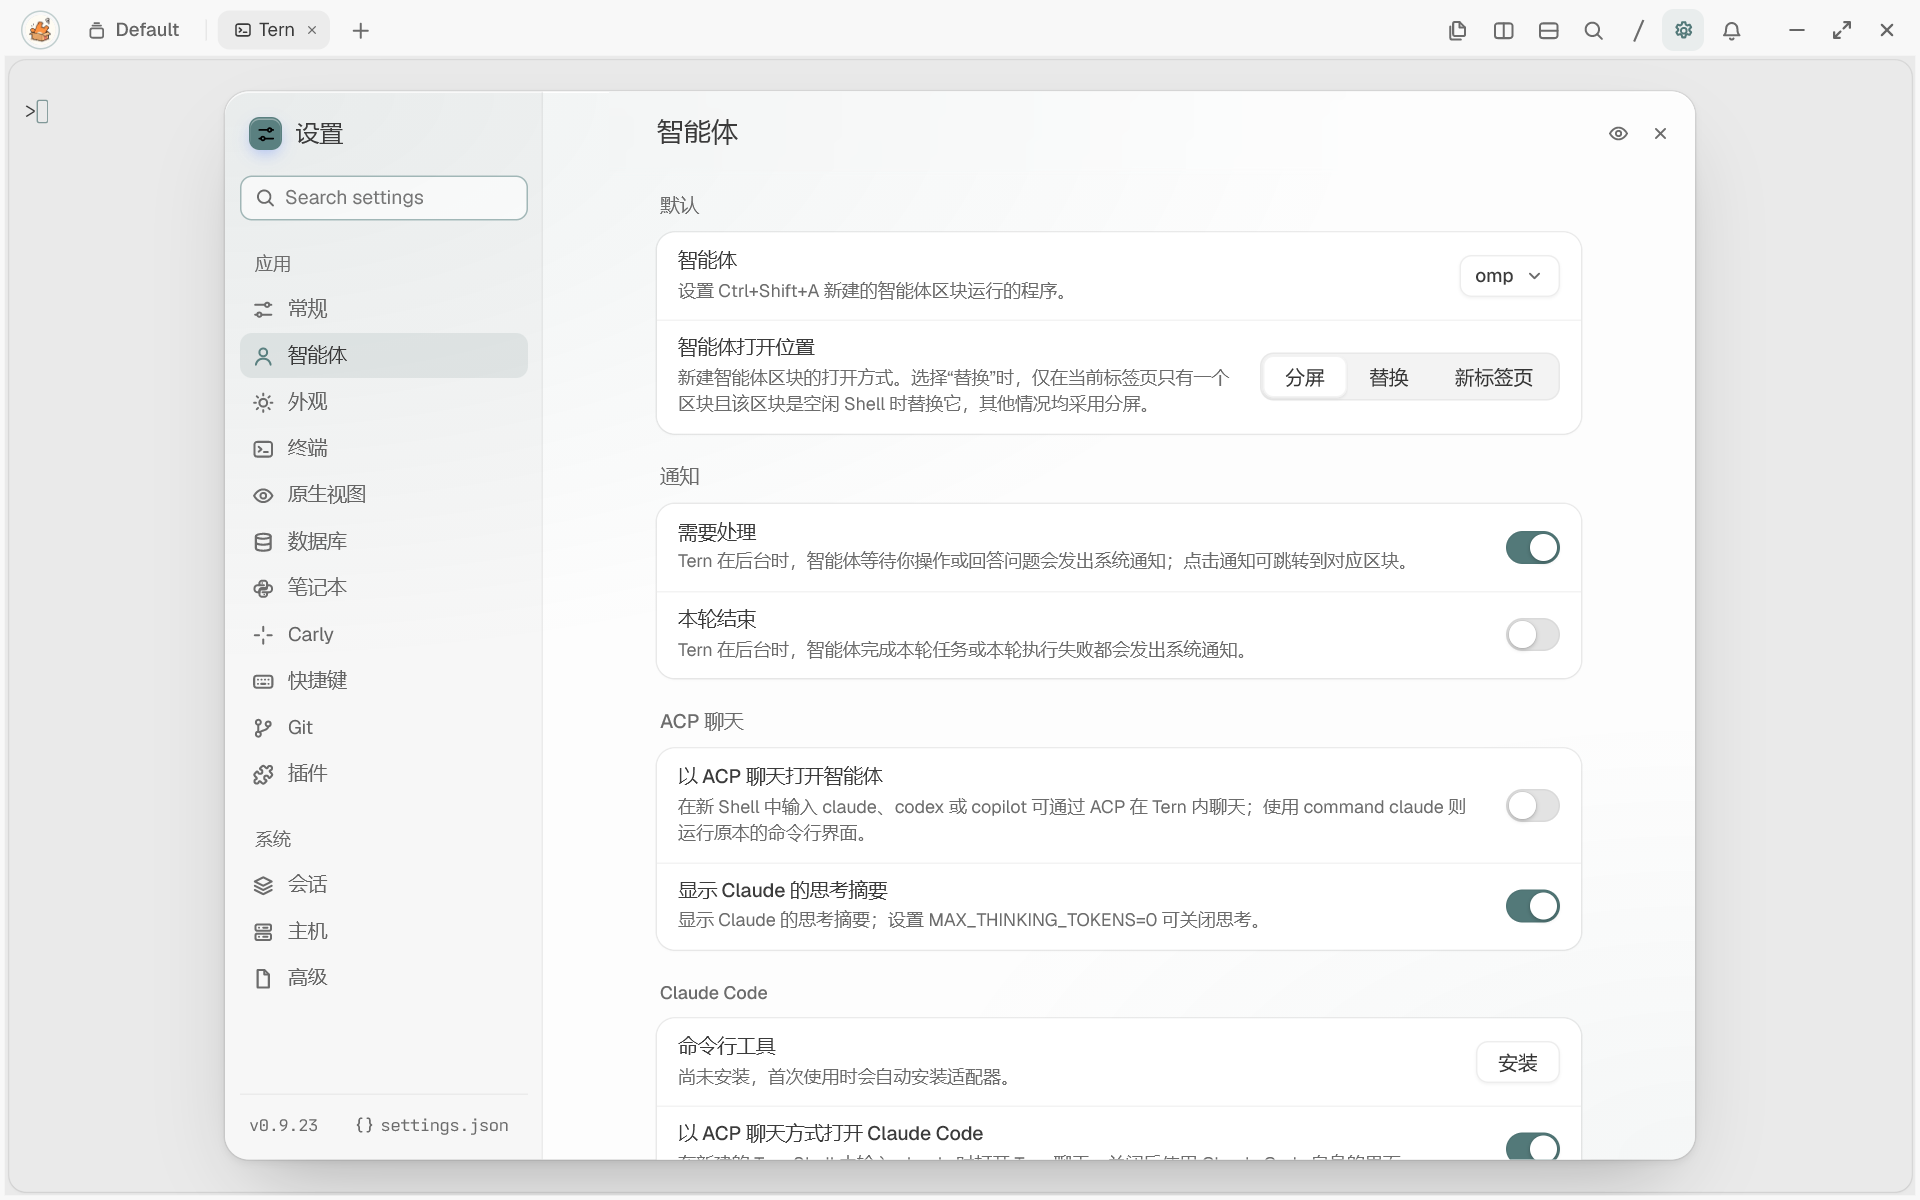 Default
Tern
>
设置
Search settings
应用
常规
智能体
外观
终端
原生视图
数据库
笔记本
Carly
快捷键
Git
插件
系统
会话
主机
高级
v0.9.23
{} settings.json
智能体
默认
智能体
设置 Ctrl+Shift+A 新建的智能体区块运行的程序。
omp
智能体打开位置
新建智能体区块的打开方式。选择“替换”时，仅在当前标签页只有一个
区块且该区块是空闲 Shell 时替换它，其他情况均采用分屏。
分屏
替换
新标签页
通知
需要处理
Tern 在后台时，智能体等待你操作或回答问题会发出系统通知；点击通知可跳转到对应区块。
本轮结束
Tern 在后台时，智能体完成本轮任务或本轮执行失败都会发出系统通知。
ACP 聊天
以 ACP 聊天打开智能体
在新 Shell 中输入 claude、codex 或 copilot 可通过 ACP 在 Tern 内聊天；使用 command claude 则
运行原本的命令行界面。
显示 Claude 的思考摘要
显示 Claude 的思考摘要；设置 MAX_THINKING_TOKENS=0 可关闭思考。
Claude Code
命令行工具
尚未安装，首次使用时会自动安装适配器。
安装
以 ACP 聊天方式打开 Claude Code